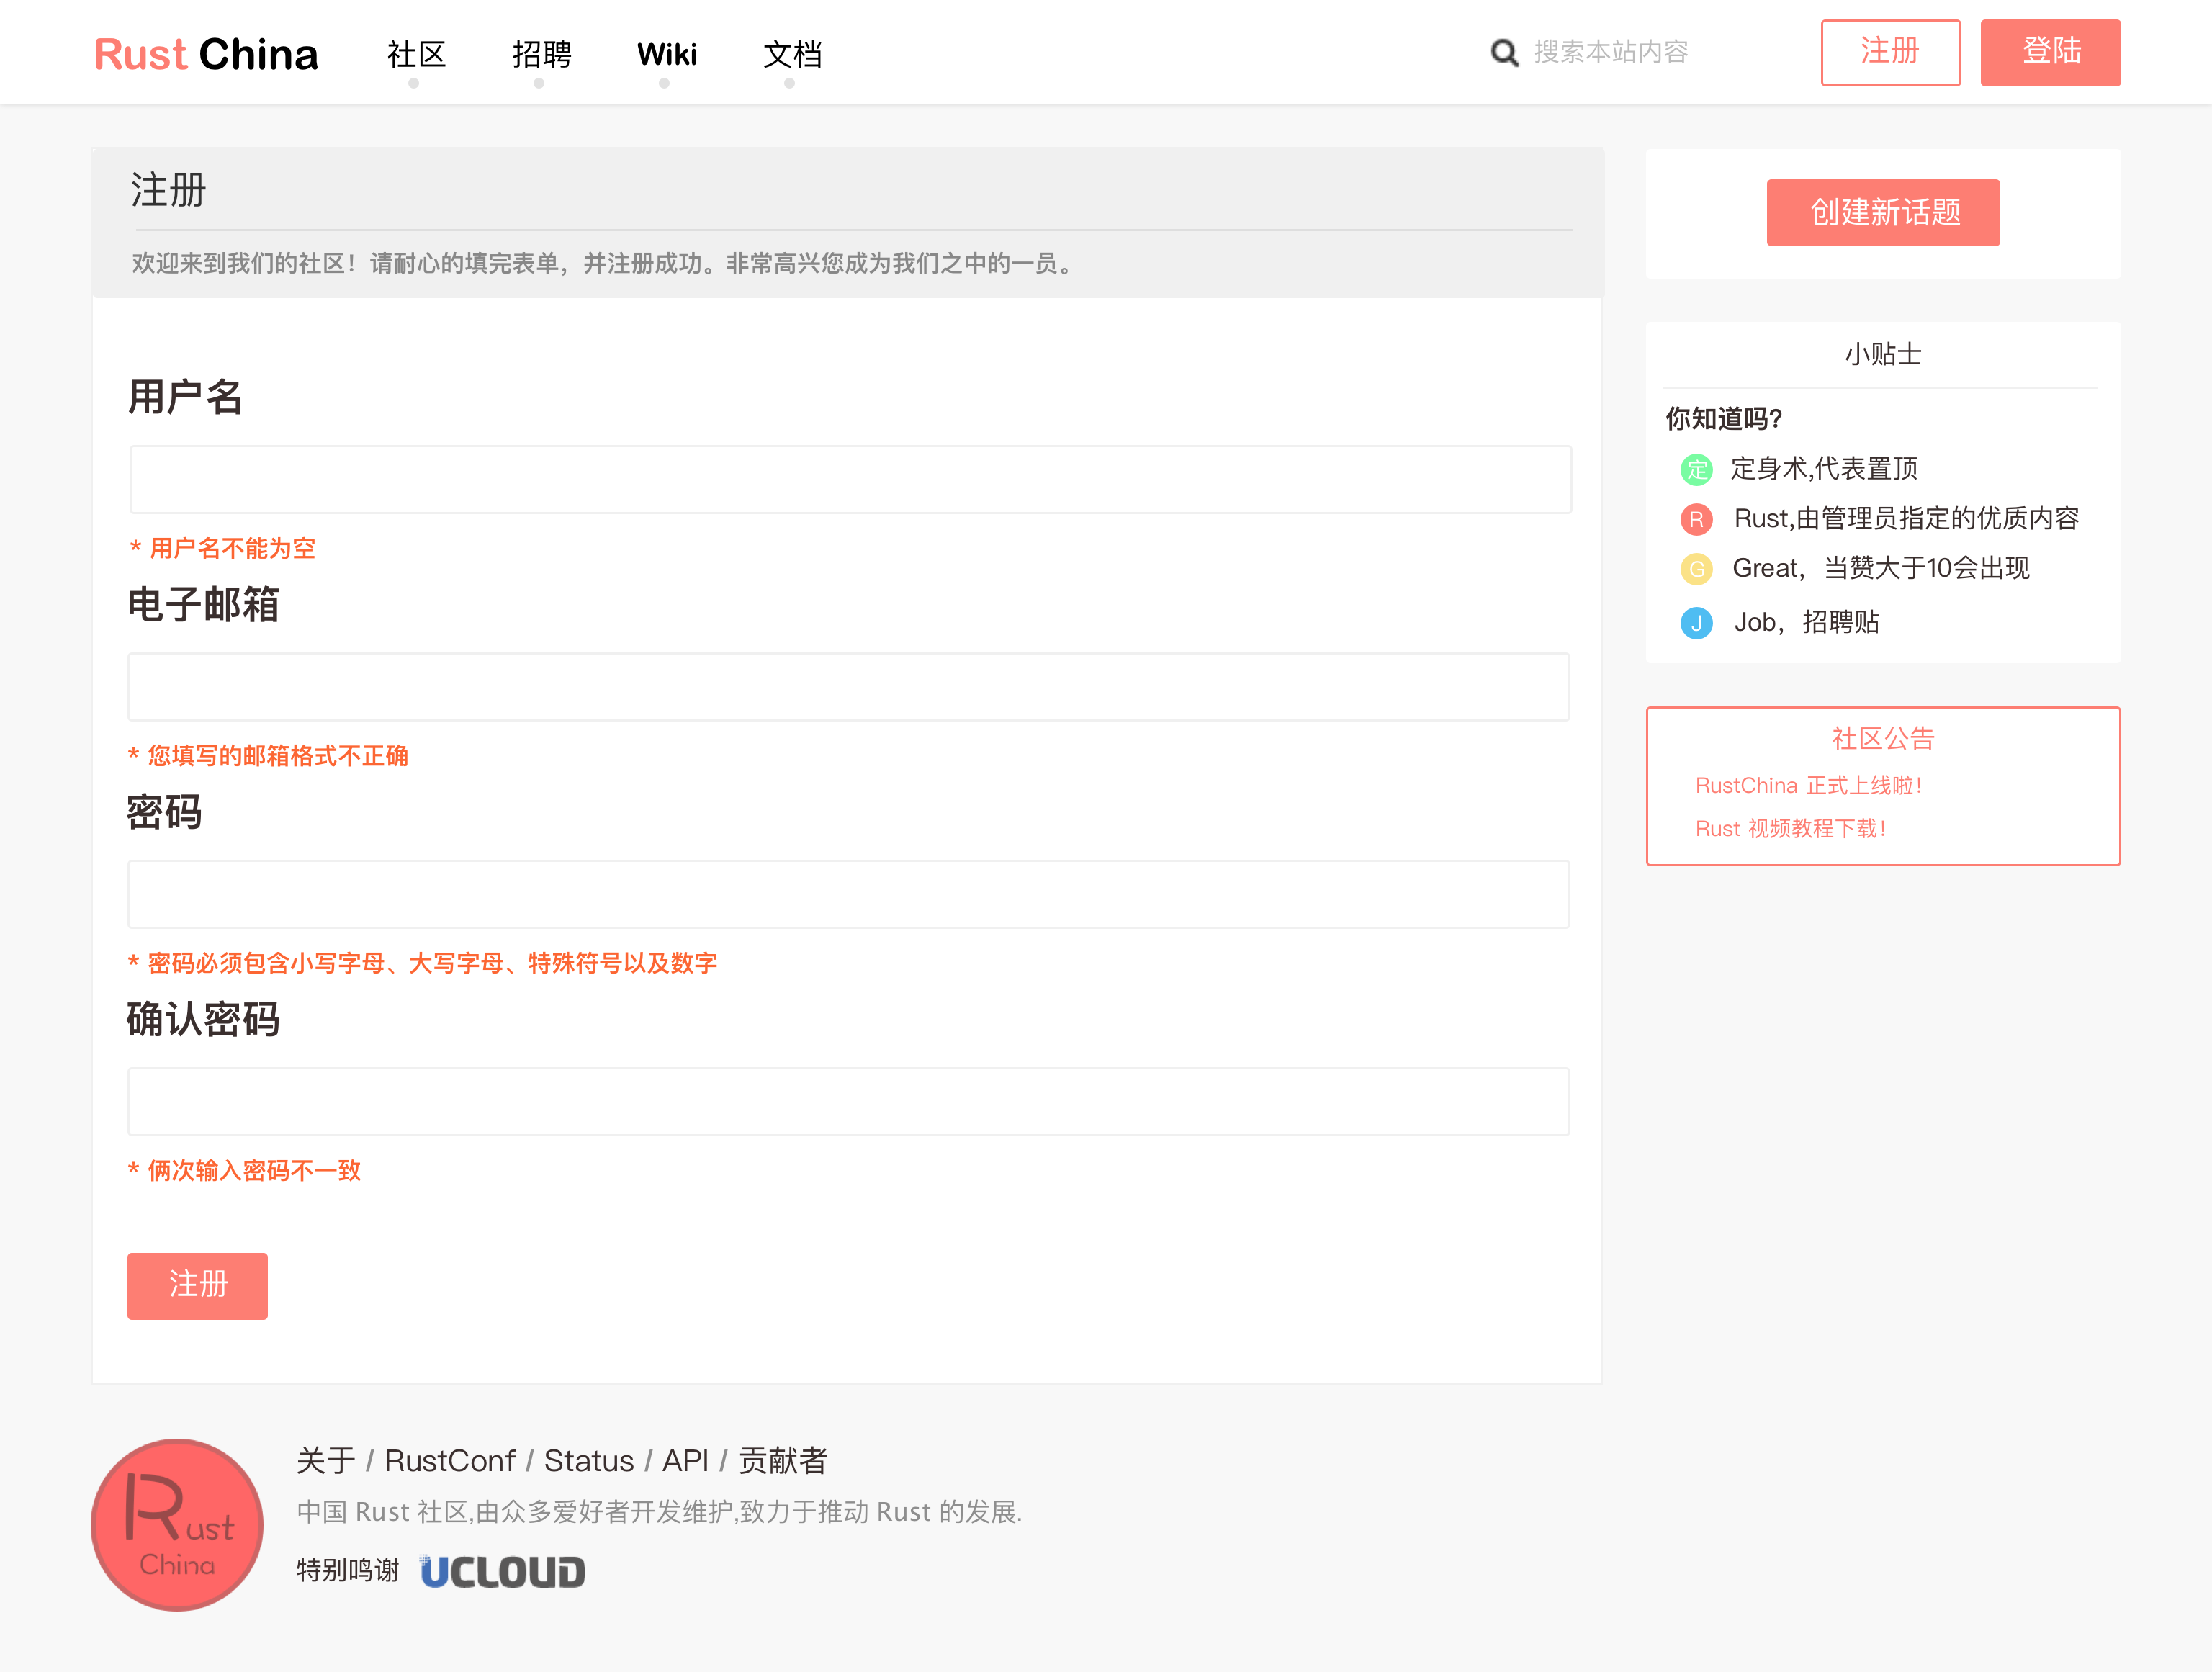 Rust China 社区 招聘 Wiki 文档 搜索本站内容 注册 登陆
注册
欢迎来到我们的社区！请耐心的填完表单，并注册成功。非常高兴您成为我们之中的一员。
用户名
* 用户名不能为空
电子邮箱
* 您填写的邮箱格式不正确
密码
* 密码必须包含小写字母、大写字母、特殊符号以及数字
确认密码
* 俩次输入密码不一致
注册
创建新话题
小贴士
你知道吗?
定 定身术,代表置顶
R Rust,由管理员指定的优质内容
G Great，当赞大于10会出现
J Job，招聘贴
社区公告
RustChina 正式上线啦！
Rust 视频教程下载！
Rust
China
关于 / RustConf / Status / API / 贡献者
中国 Rust 社区,由众多爱好者开发维护,致力于推动 Rust 的发展.
特别鸣谢 UCLOUD